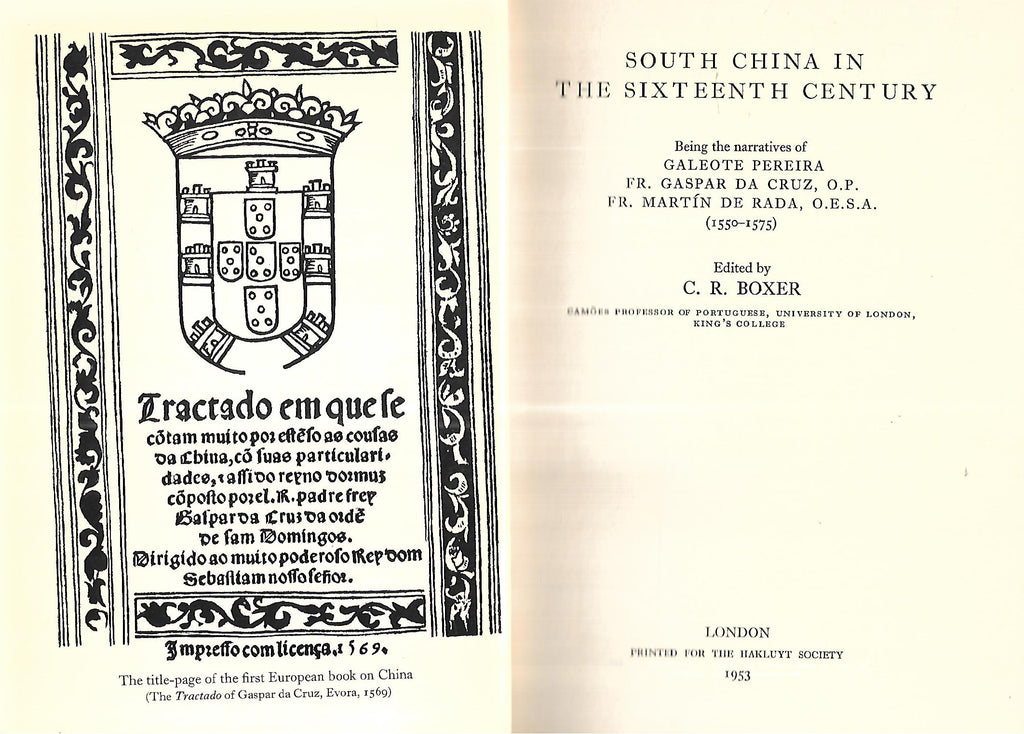 Tractado em que se
cõtam muito por estẽso as cousas
da China, cõ suas particulari-
dades, ⁊ assi do reyno dormuz
cõposto por el. R. padre frey
Gaspar da Cruz da ordẽ
de sam Domingos.
Dirigido ao muito poderoso Rey dom
Sebastiam nosso señor.
Impresso com licença. 1569.
The title-page of the first European book on China
(The Tractado of Gaspar da Cruz, Evora, 1569)
SOUTH CHINA IN
THE SIXTEENTH CENTURY
Being the narratives of
GALEOTE PEREIRA
FR. GASPAR DA CRUZ, O.P.
FR. MARTÍN DE RADA, O.E.S.A.
(1550–1575)
Edited by
C. R. BOXER
CAMÕES PROFESSOR OF PORTUGUESE, UNIVERSITY OF LONDON,
KING'S COLLEGE
LONDON
PRINTED FOR THE HAKLUYT SOCIETY
1953